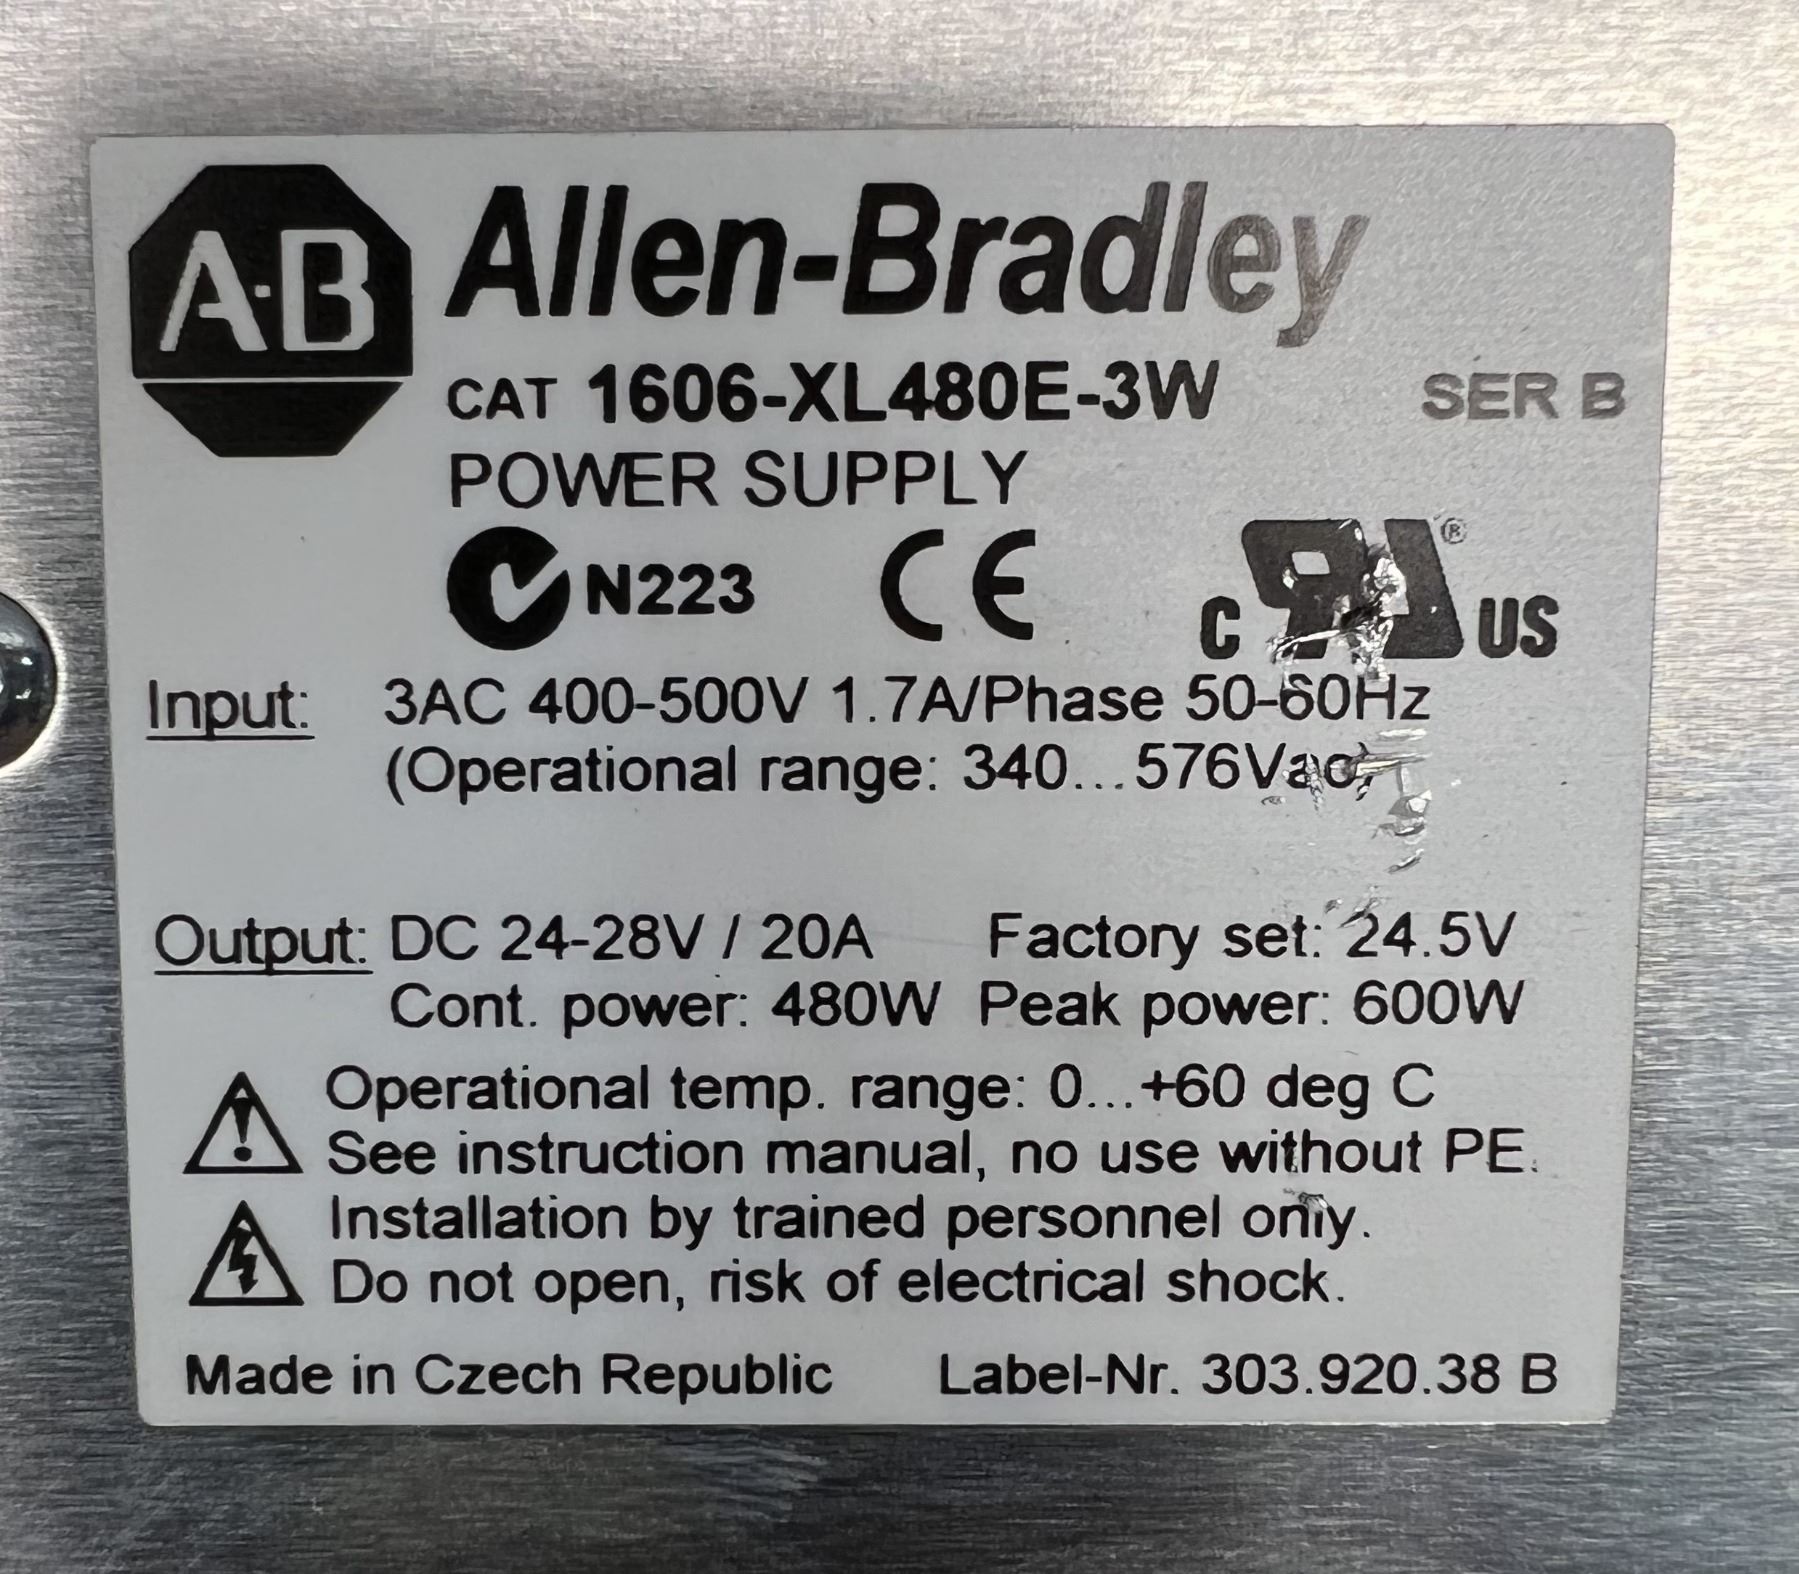 A-B Allen-Bradley
CAT 1606-XL480E-3W SER B
POWER SUPPLY
N223 CE C UR® US
Input: 3AC 400-500V 1.7A/Phase 50-60Hz
(Operational range: 340...576Vac)
Output: DC 24-28V / 20A Factory set: 24.5V
Cont. power: 480W Peak power: 600W
Operational temp. range: 0...+60 deg C
See instruction manual, no use without PE.
Installation by trained personnel only.
Do not open, risk of electrical shock.
Made in Czech Republic Label-Nr. 303.920.38 B